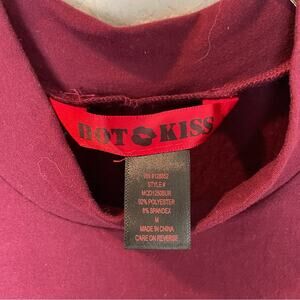 HOT KISS
STYLE #
92% POLYESTER
8% SPANDEX
M
MADE IN CHINA
CARE ON REVERSE